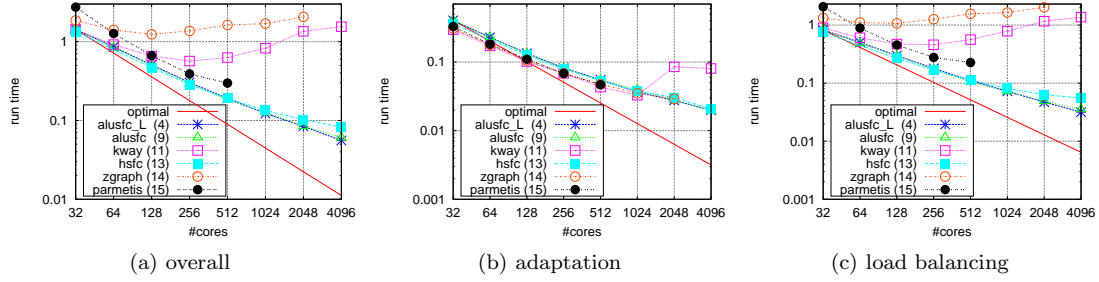 1
0.1
0.01
run time
optimal
alusfc_L (4)
alusfc (9)
kway (11)
hsfc (13)
zgraph (14)
parmetis (15)
32 64 128 256 512 1024 2048 4096
#cores
(a) overall
0.1
0.01
0.001
run time
optimal
alusfc_L (4)
alusfc (9)
kway (11)
hsfc (13)
zgraph (14)
parmetis (15)
32 64 128 256 512 1024 2048 4096
#cores
(b) adaptation
1
0.1
0.01
0.001
run time
optimal
alusfc_L (4)
alusfc (9)
kway (11)
hsfc (13)
zgraph (14)
parmetis (15)
32 64 128 256 512 1024 2048 4096
#cores
(c) load balancing